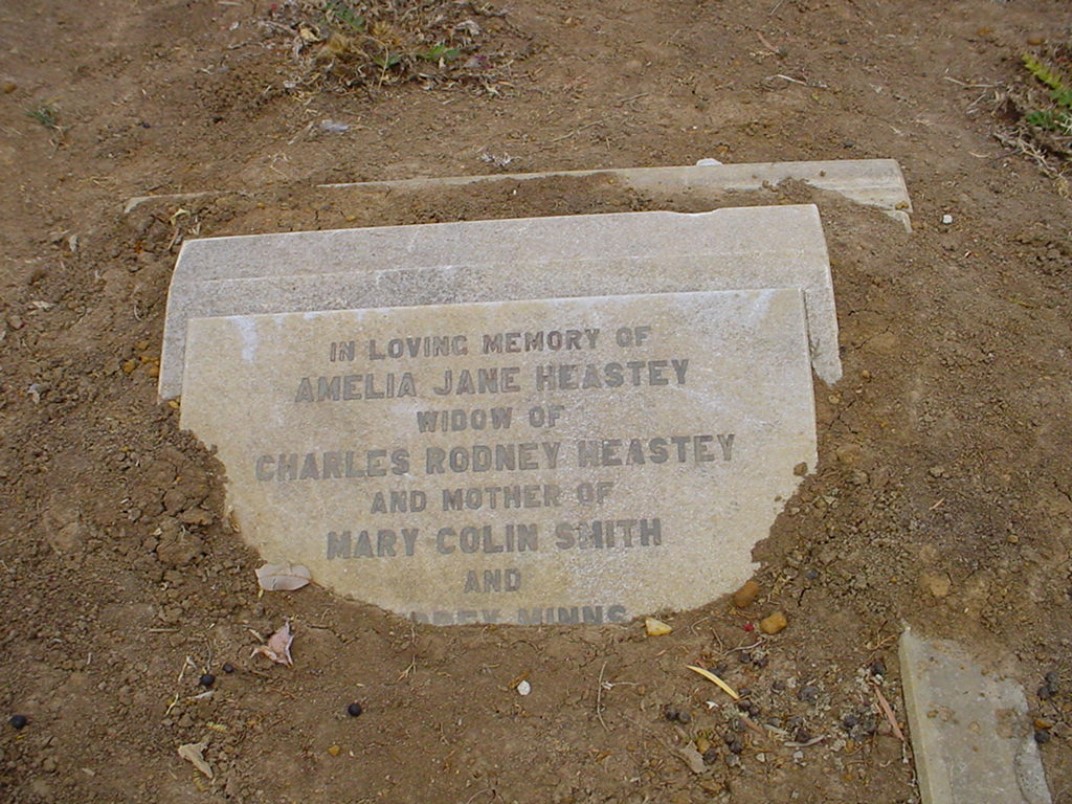 IN LOVING MEMORY OF
AMELIA JANE HEASTEY
WIDOW OF
CHARLES RODNEY HEASTEY
AND MOTHER OF
MARY COLIN SMITH
AND
MINNS